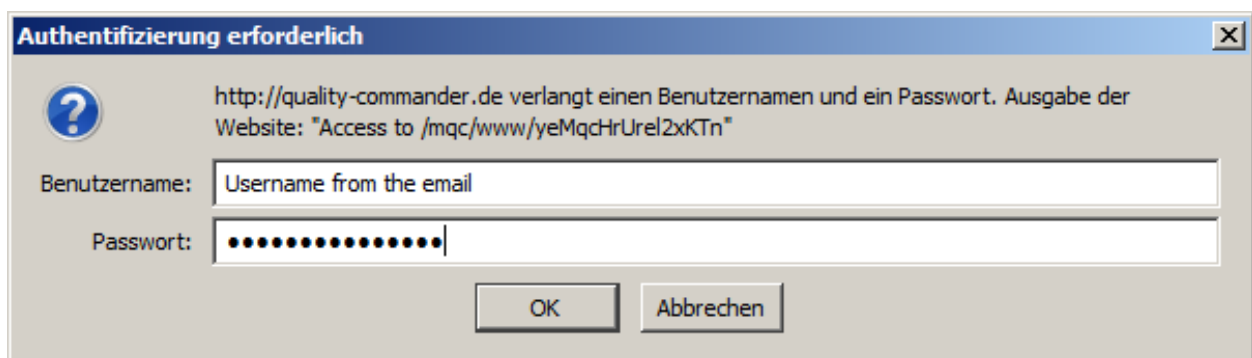 Authentifizierung erforderlich
http://quality-commander.de verlangt einen Benutzernamen und ein Passwort. Ausgabe der
Website: "Access to /mqc/www/yeMqcHrUrel2xKTn"
Benutzername: Username from the email
Passwort: ●●●●●●●●●●●●●●●
OK Abbrechen